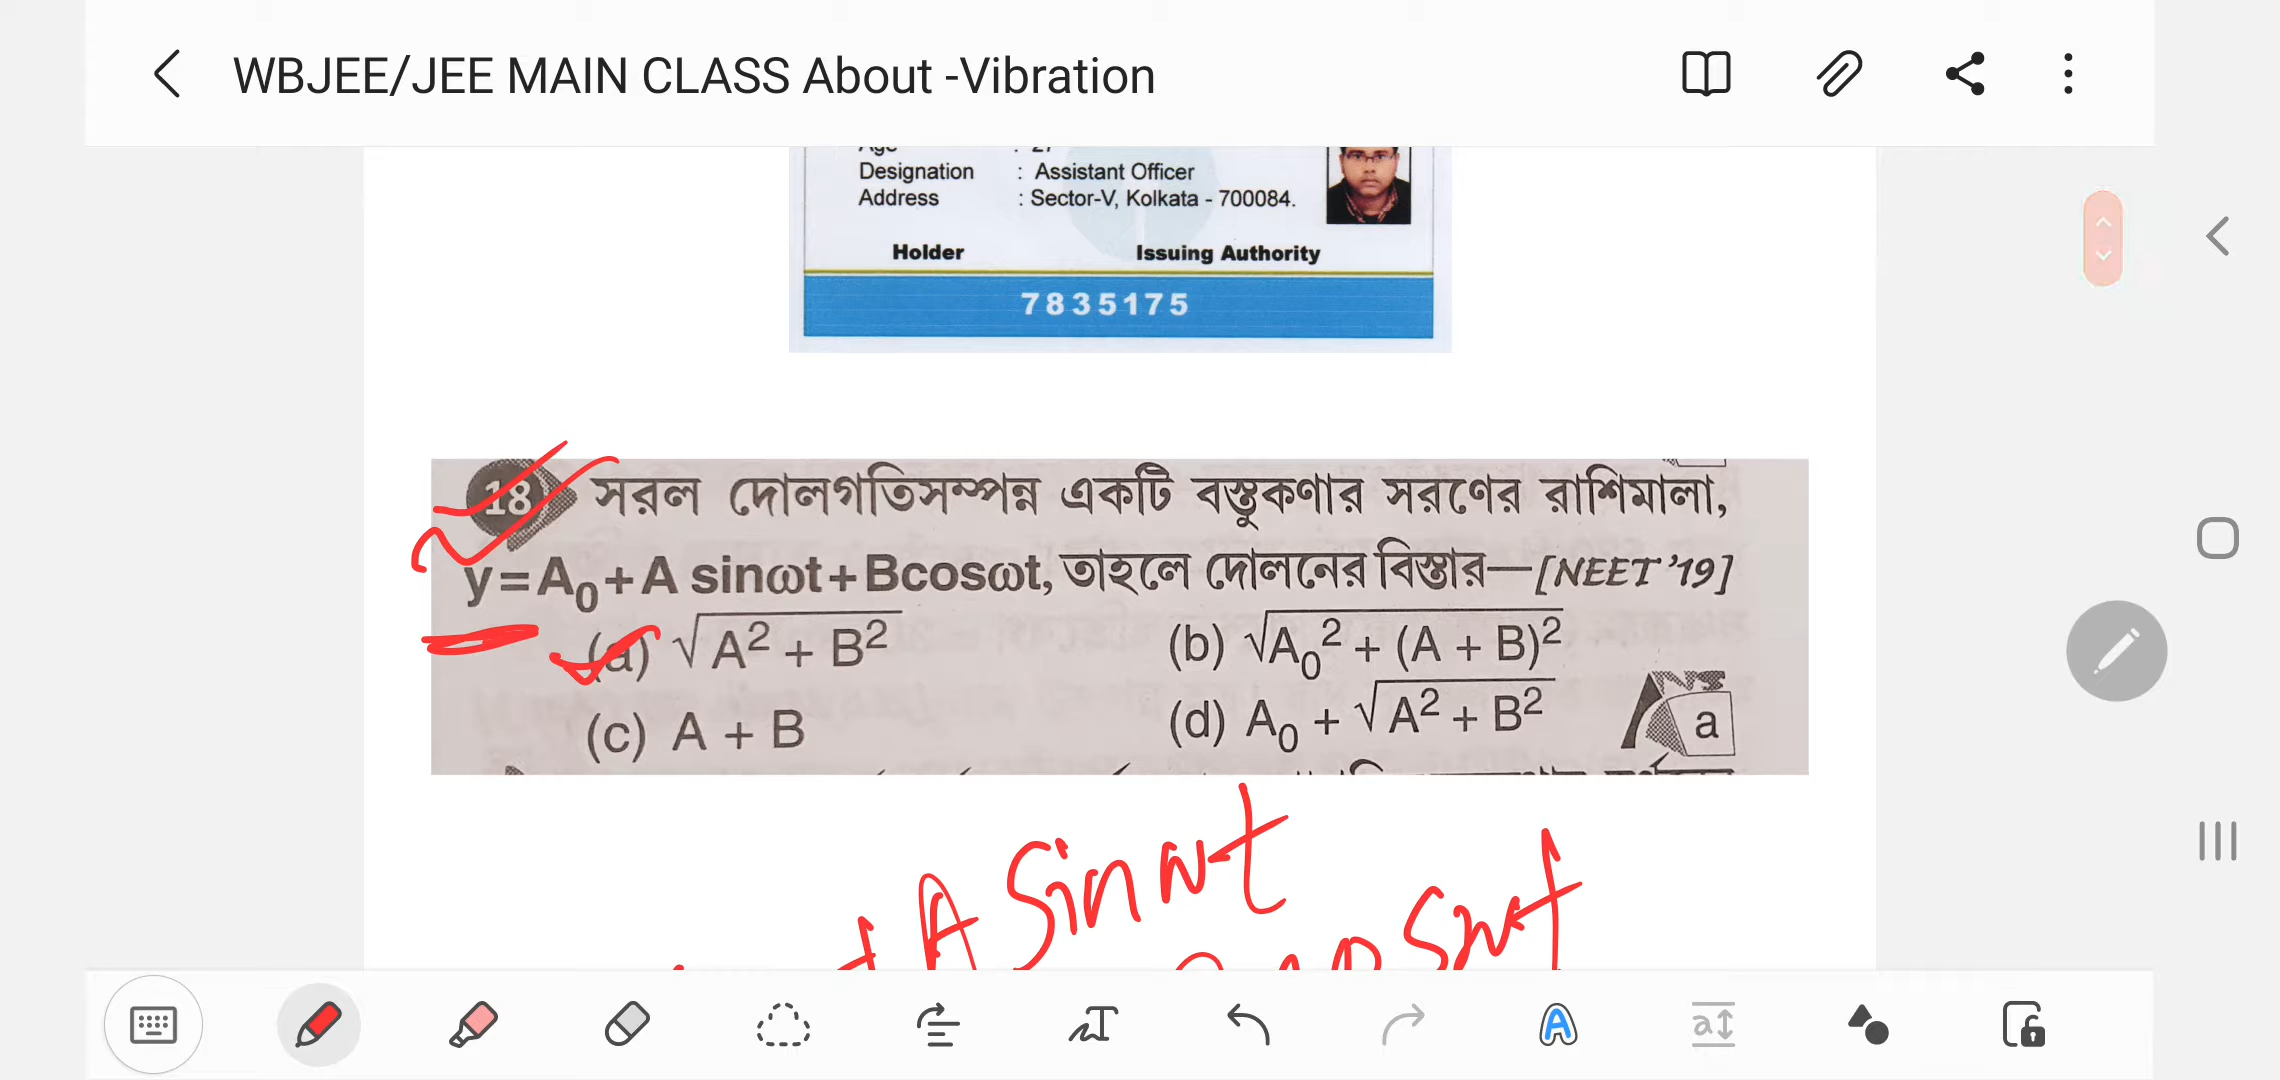 WBJEE/JEE MAIN CLASS About -Vibration
Designation : Assistant Officer
Address : Sector-V, Kolkata - 700084.
Holder Issuing Authority
7835175
18 সরল দোলগতিসম্পন্ন একটি বস্তুকণার সরণের রাশিমালা,
y=A₀+A sinωt+Bcosωt, তাহলে দোলনের বিস্তার—[NEET '19]
(a) √A² + B² (b) √A₀² + (A + B)²
(c) A + B (d) A₀ + √A² + B² a
A sinωt